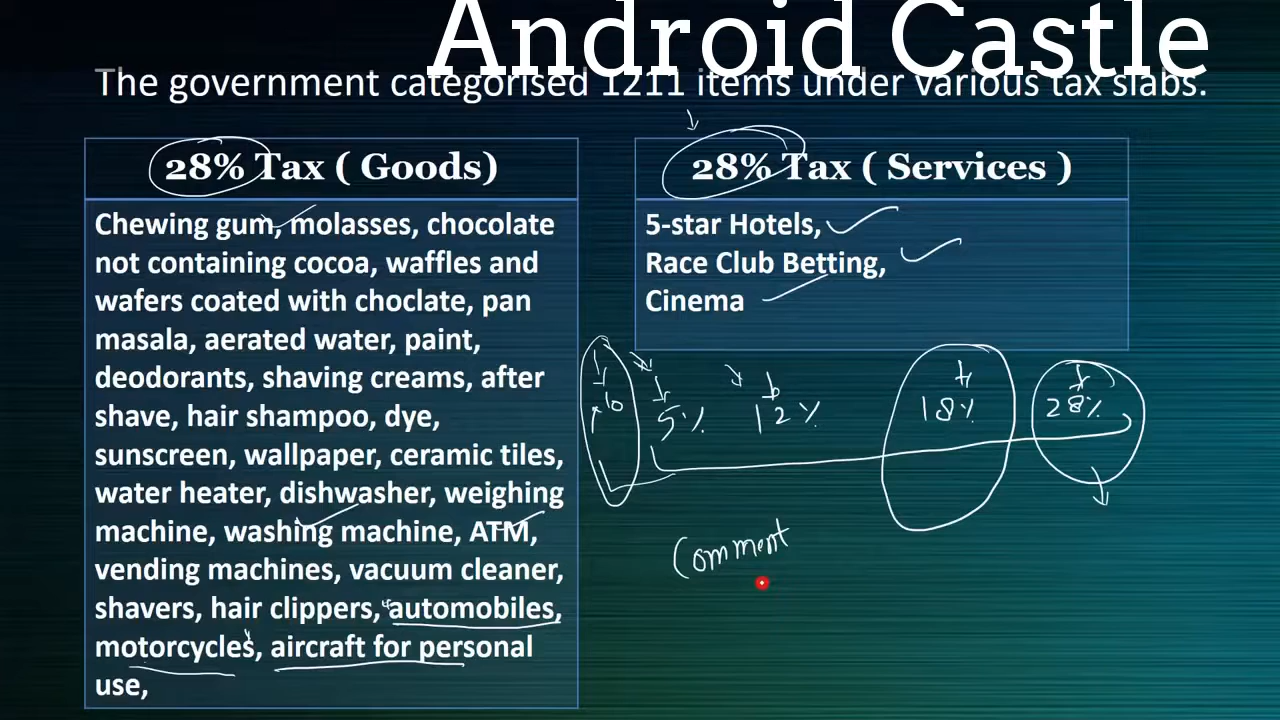 Android Castle
The government categorised 1211 items under various tax slabs.
28% Tax ( Goods)
Chewing gum, molasses, chocolate
not containing cocoa, waffles and
wafers coated with choclate, pan
masala, aerated water, paint,
deodorants, shaving creams, after
shave, hair shampoo, dye,
sunscreen, wallpaper, ceramic tiles,
water heater, dishwasher, weighing
machine, washing machine, ATM,
vending machines, vacuum cleaner,
shavers, hair clippers, automobiles,
motorcycles, aircraft for personal
use,
28% Tax ( Services )
5-star Hotels,
Race Club Betting,
Cinema
5% 12% 18% 28%
Comment